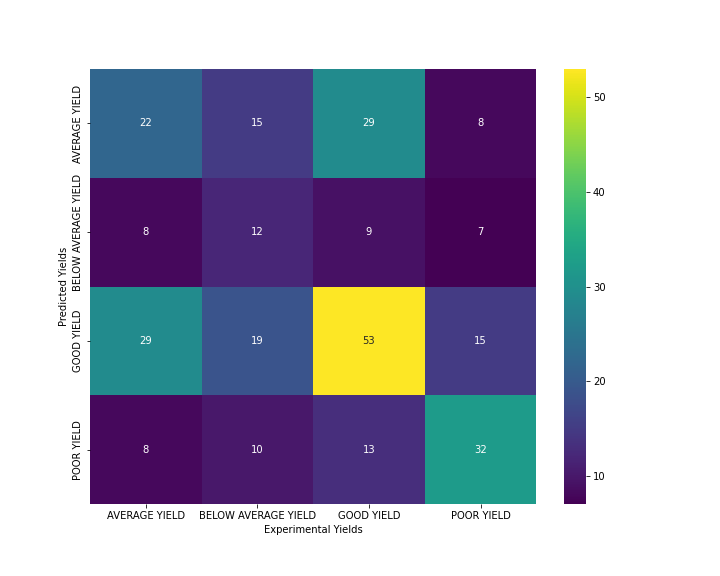 AVERAGE YIELD 22 15 29 8
BELOW AVERAGE YIELD 8 12 9 7
GOOD YIELD 29 19 53 15
POOR YIELD 8 10 13 32
Predicted Yields
AVERAGE YIELD BELOW AVERAGE YIELD GOOD YIELD POOR YIELD
Experimental Yields
50
40
30
20
10